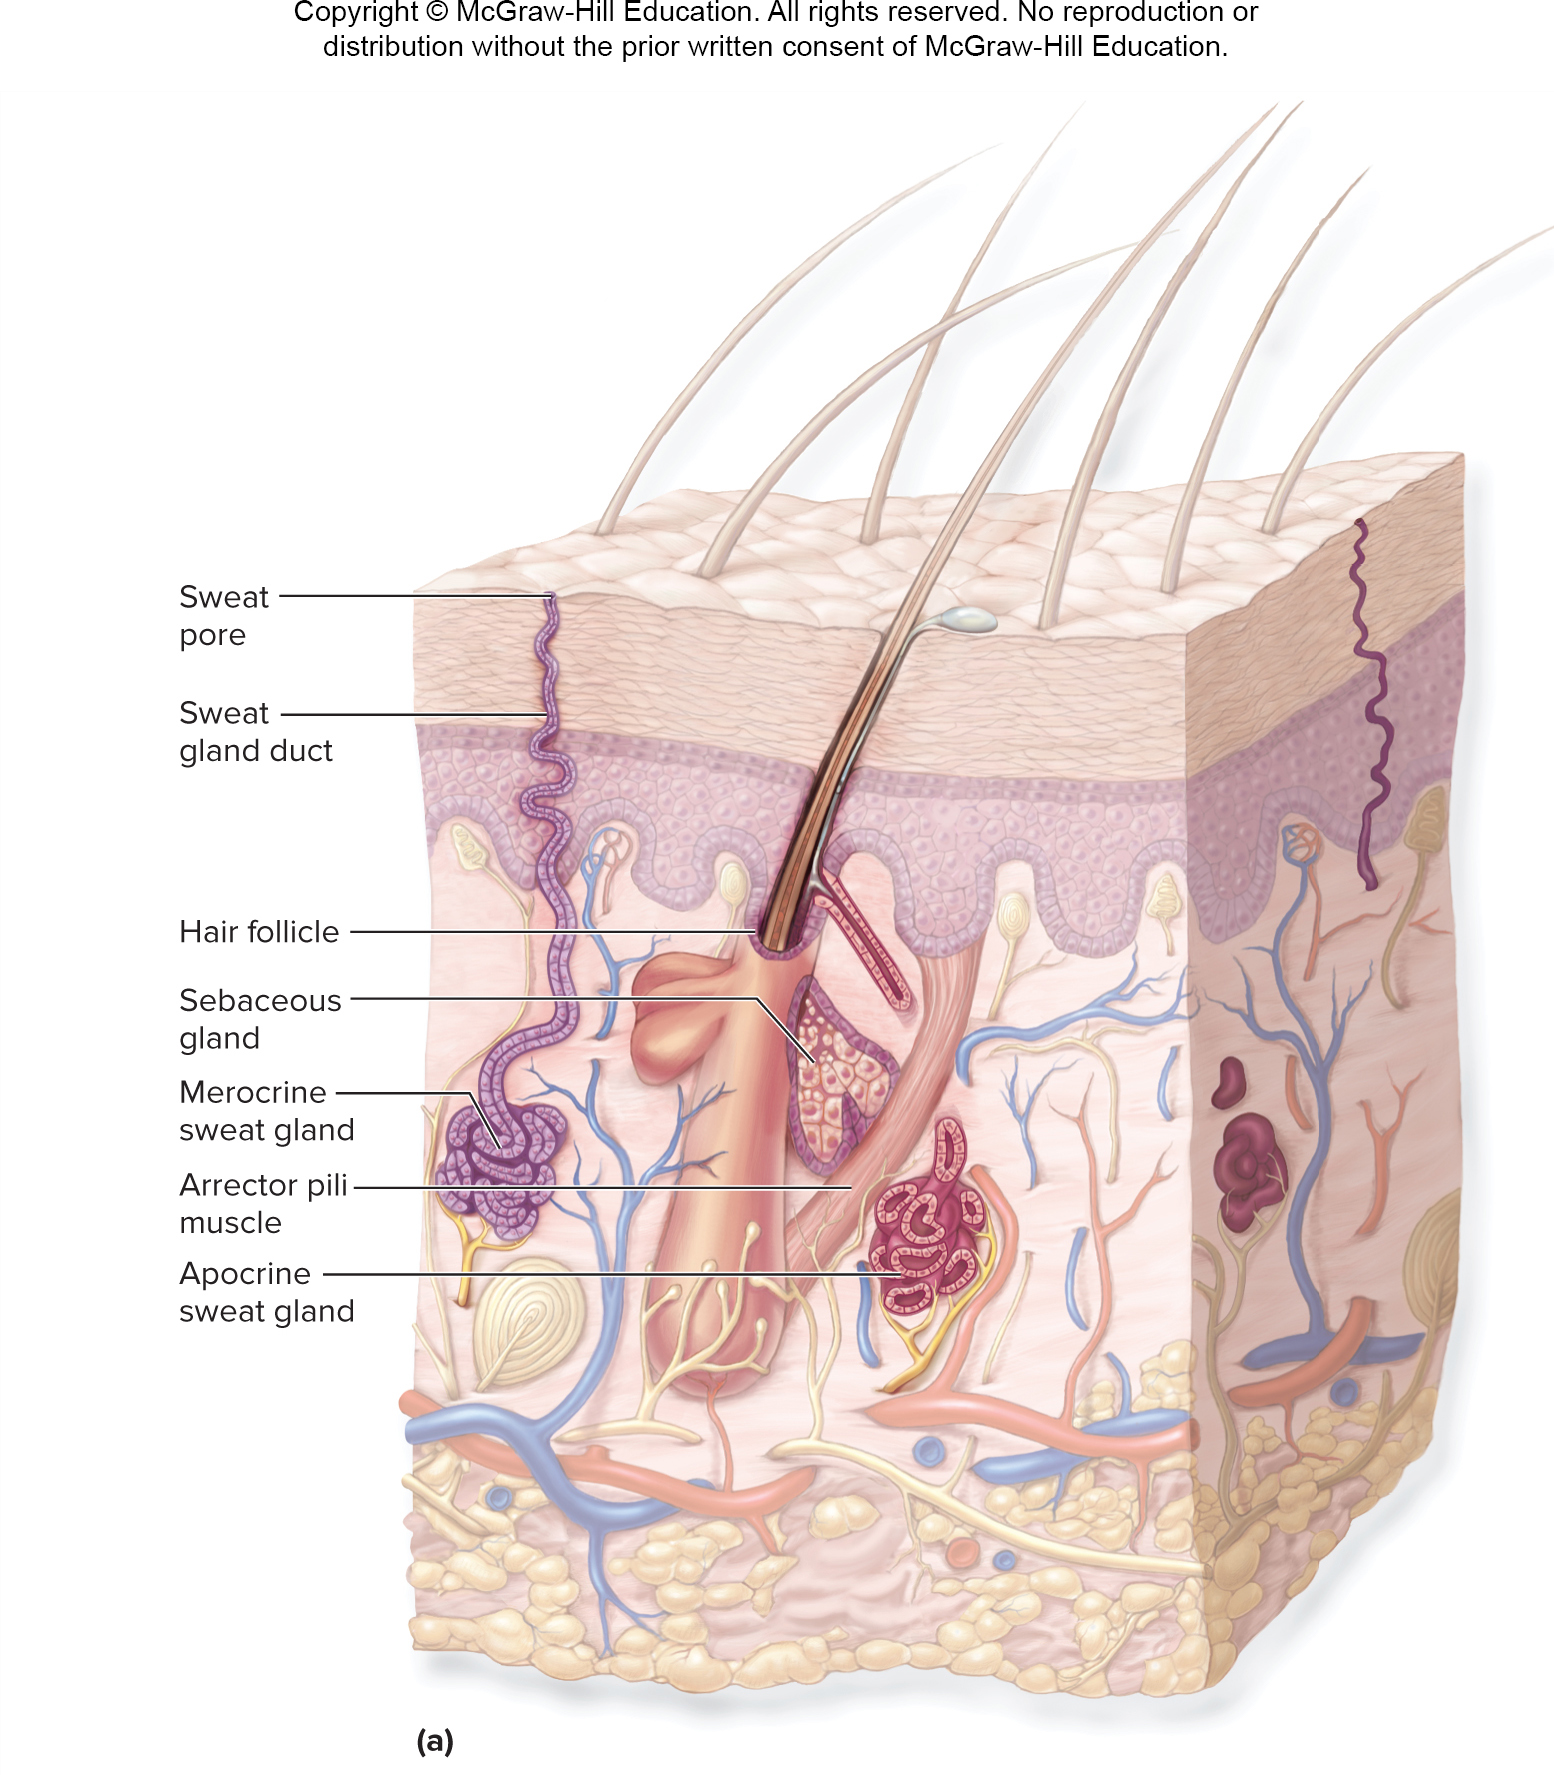 Copyright © McGraw-Hill Education. All rights reserved. No reproduction or
distribution without the prior written consent of McGraw-Hill Education.
Sweat
pore
Sweat
gland duct
Hair follicle
Sebaceous
gland
Merocrine
sweat gland
Arrector pili
muscle
Apocrine
sweat gland
(a)